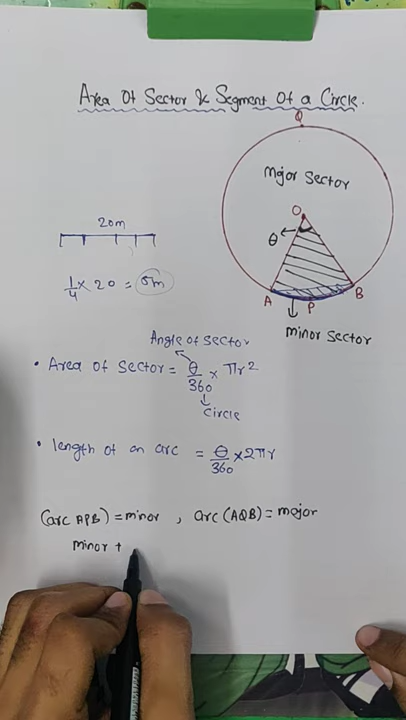 Area Of Sector & Segment Of a Circle.
Q
Major Sector
O
θ
A
P
B
minor sector
20m
1/4 × 20 = 5m
Angle of sector
• Area of sector = θ/360 × πr²
Circle
• length of an arc = θ/360 × 2πr
(arc APB) = minor , arc (AQB) = major
minor +